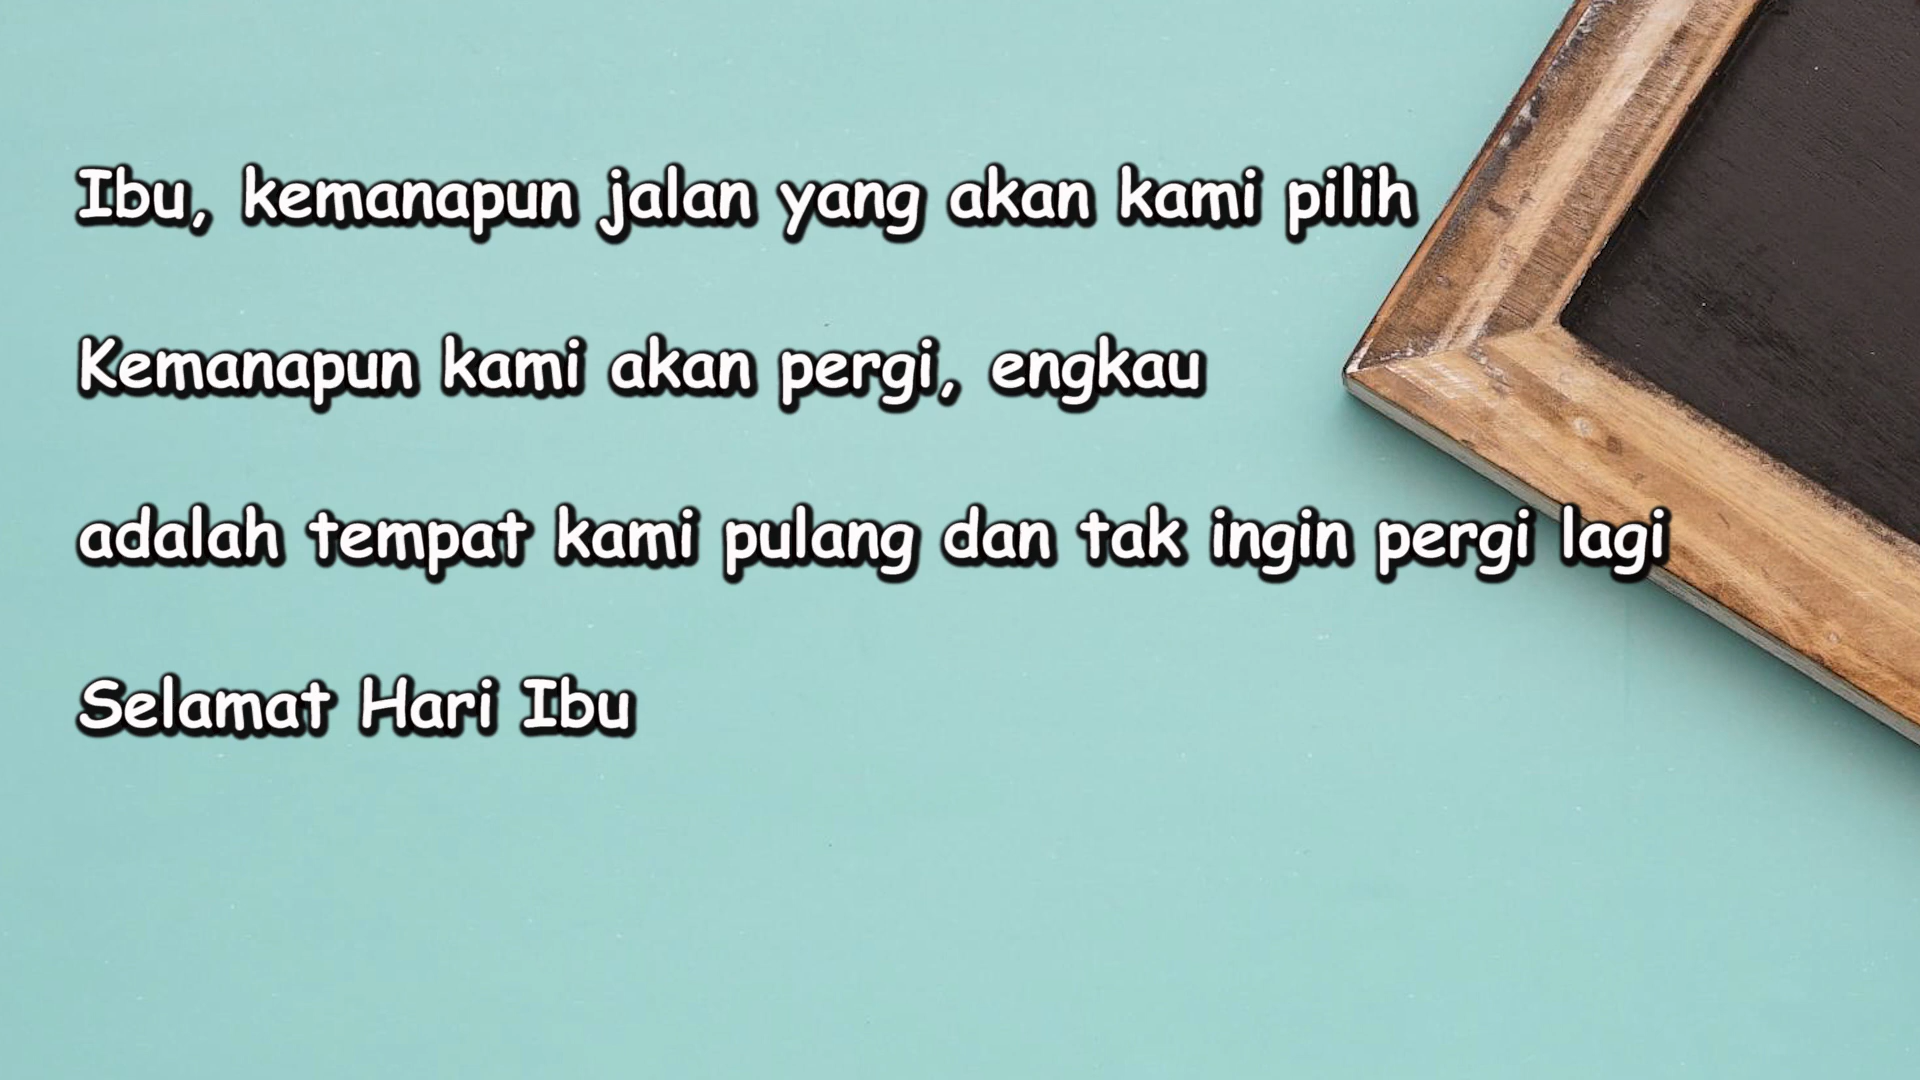 Ibu, kemanapun jalan yang akan kami pilih
Kemanapun kami akan pergi, engkau
adalah tempat kami pulang dan tak ingin pergi lagi
Selamat Hari Ibu